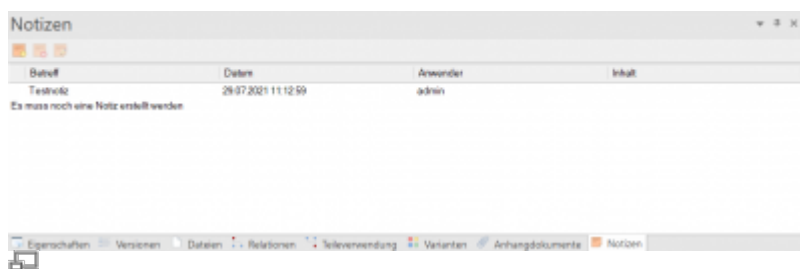 Notizen
Betreff Datum Anwender Inhalt
Testnotiz 29.07.2021 11:12:59 admin
Es muss noch eine Notiz erstellt werden
Eigenschaften Versionen Dateien Relationen Teileverwendung Varianten Anhangdokumente Notizen